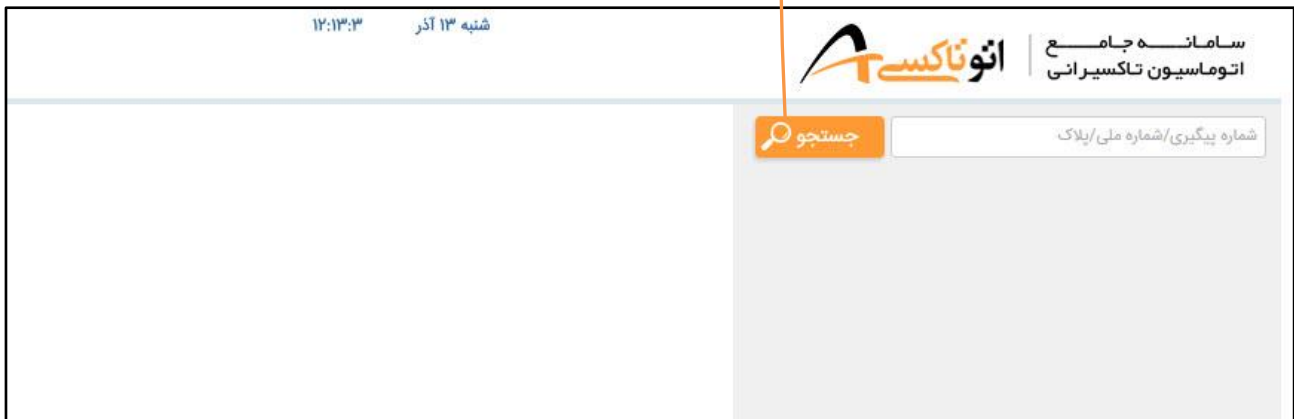 سامانه جامع
اتوماسیون تاکسیرانی
اتوتاکسی
شنبه ۱۳ آذر
۱۲:۱۳:۳
شماره پیگیری/شماره ملی/پلاک
جستجو